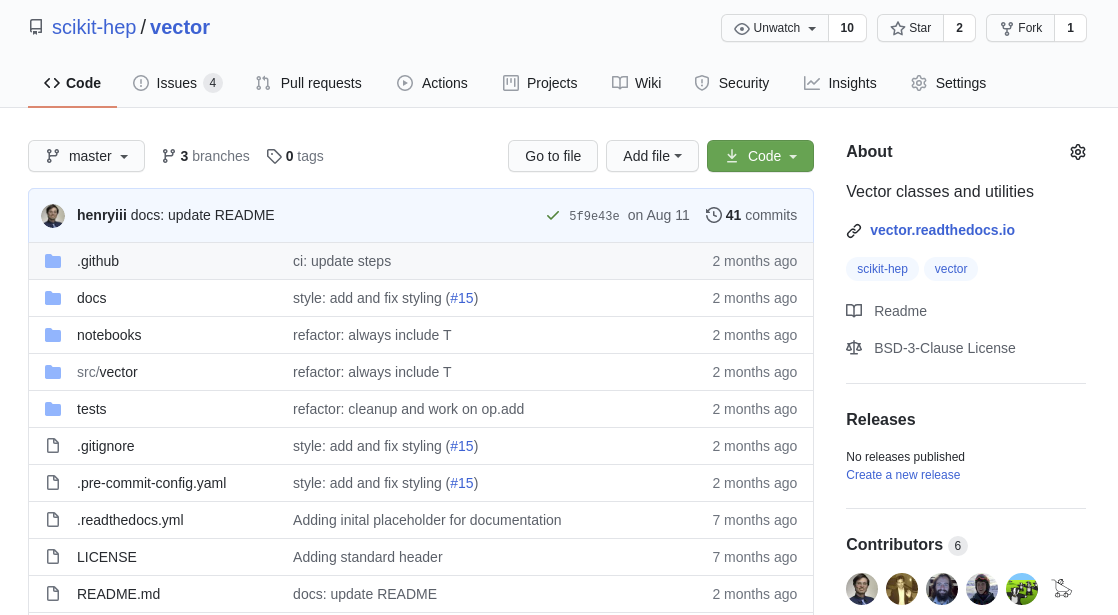 scikit-hep / vector
Unwatch 10 Star 2 Fork 1
Code Issues 4 Pull requests Actions Projects Wiki Security Insights Settings
master 3 branches 0 tags Go to file Add file Code
henryiii docs: update README 5f9e43e on Aug 11 41 commits
.github ci: update steps 2 months ago
docs style: add and fix styling (#15) 2 months ago
notebooks refactor: always include T 2 months ago
src/vector refactor: always include T 2 months ago
tests refactor: cleanup and work on op.add 2 months ago
.gitignore style: add and fix styling (#15) 2 months ago
.pre-commit-config.yaml style: add and fix styling (#15) 2 months ago
.readthedocs.yml Adding inital placeholder for documentation 7 months ago
LICENSE Adding standard header 7 months ago
README.md docs: update README 2 months ago
About
Vector classes and utilities
vector.readthedocs.io
scikit-hep vector
Readme
BSD-3-Clause License
Releases
No releases published
Create a new release
Contributors 6